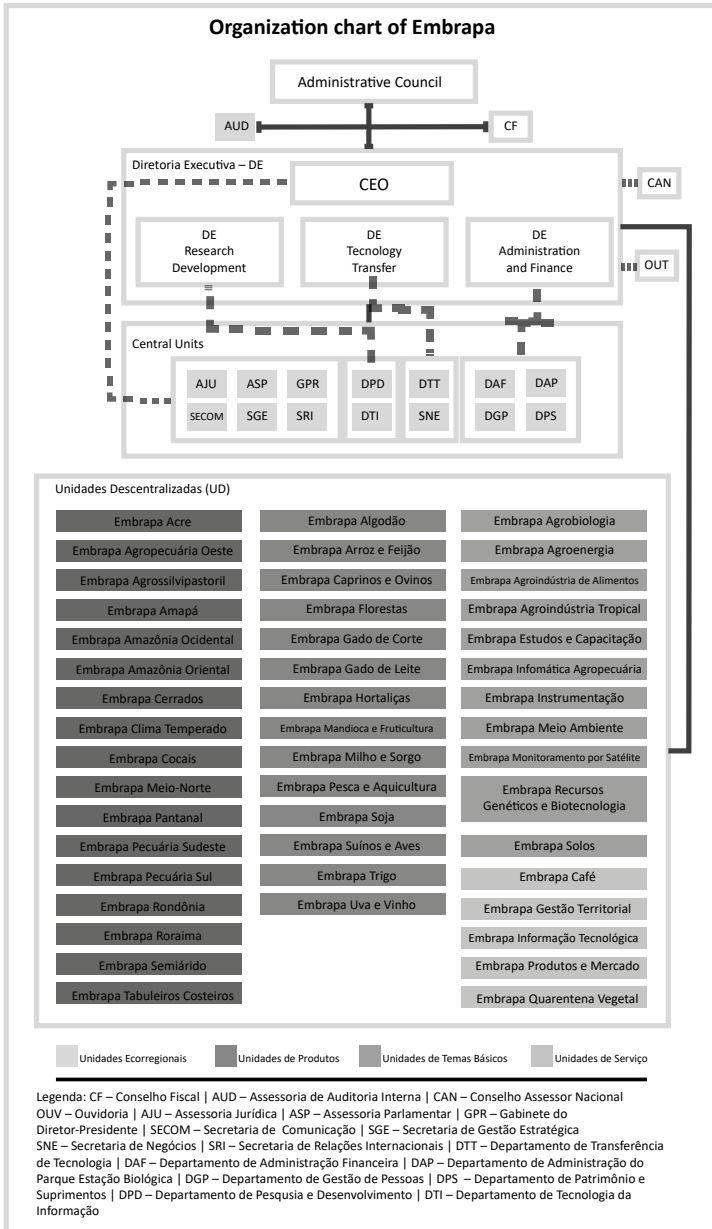 Organization chart of Embrapa
Administrative Council
AUD
CF
Diretoria Executiva – DE
CEO
CAN
DE
Research
Development
DE
Tecnology
Transfer
DE
Administration
and Finance
OUT
Central Units
AJU
ASP
GPR
DPD
DTT
DAF
DAP
SECOM
SGE
SRI
DTI
SNE
DGP
DPS
Unidades Descentralizadas (UD)
Embrapa Acre
Embrapa Agropecuária Oeste
Embrapa Agrossilvipastoril
Embrapa Amapá
Embrapa Amazônia Ocidental
Embrapa Amazônia Oriental
Embrapa Cerrados
Embrapa Clima Temperado
Embrapa Cocais
Embrapa Meio-Norte
Embrapa Pantanal
Embrapa Pecuária Sudeste
Embrapa Pecuária Sul
Embrapa Rondônia
Embrapa Roraima
Embrapa Semiárido
Embrapa Tabuleiros Costeiros
Embrapa Algodão
Embrapa Arroz e Feijão
Embrapa Caprinos e Ovinos
Embrapa Florestas
Embrapa Gado de Corte
Embrapa Gado de Leite
Embrapa Hortaliças
Embrapa Mandioca e Fruticultura
Embrapa Milho e Sorgo
Embrapa Pesca e Aquicultura
Embrapa Soja
Embrapa Suínos e Aves
Embrapa Trigo
Embrapa Uva e Vinho
Embrapa Agrobiologia
Embrapa Agroenergia
Embrapa Agroindústria de Alimentos
Embrapa Agroindústria Tropical
Embrapa Estudos e Capacitação
Embrapa Infomática Agropecuária
Embrapa Instrumentação
Embrapa Meio Ambiente
Embrapa Monitoramento por Satélite
Embrapa Recursos
Genéticos e Biotecnologia
Embrapa Solos
Embrapa Café
Embrapa Gestão Territorial
Embrapa Informação Tecnológica
Embrapa Produtos e Mercado
Embrapa Quarentena Vegetal
Unidades Ecorregionais
Unidades de Produtos
Unidades de Temas Básicos
Unidades de Serviço
Legenda: CF – Conselho Fiscal | AUD – Assessoria de Auditoria Interna | CAN – Conselho Assessor Nacional
OUV – Ouvidoria | AJU – Assessoria Jurídica | ASP – Assessoria Parlamentar | GPR – Gabinete do
Diretor-Presidente | SECOM – Secretaria de Comunicação | SGE – Secretaria de Gestão Estratégica
SNE – Secretaria de Negócios | SRI – Secretaria de Relações Internacionais | DTT – Departamento de Transferência
de Tecnologia | DAF – Departamento de Administração Financeira | DAP – Departamento de Administração do
Parque Estação Biológica | DGP – Departamento de Gestão de Pessoas | DPS – Departamento de Patrimônio e
Suprimentos | DPD – Departamento de Pesqusia e Desenvolvimento | DTI – Departamento de Tecnologia da
Informação